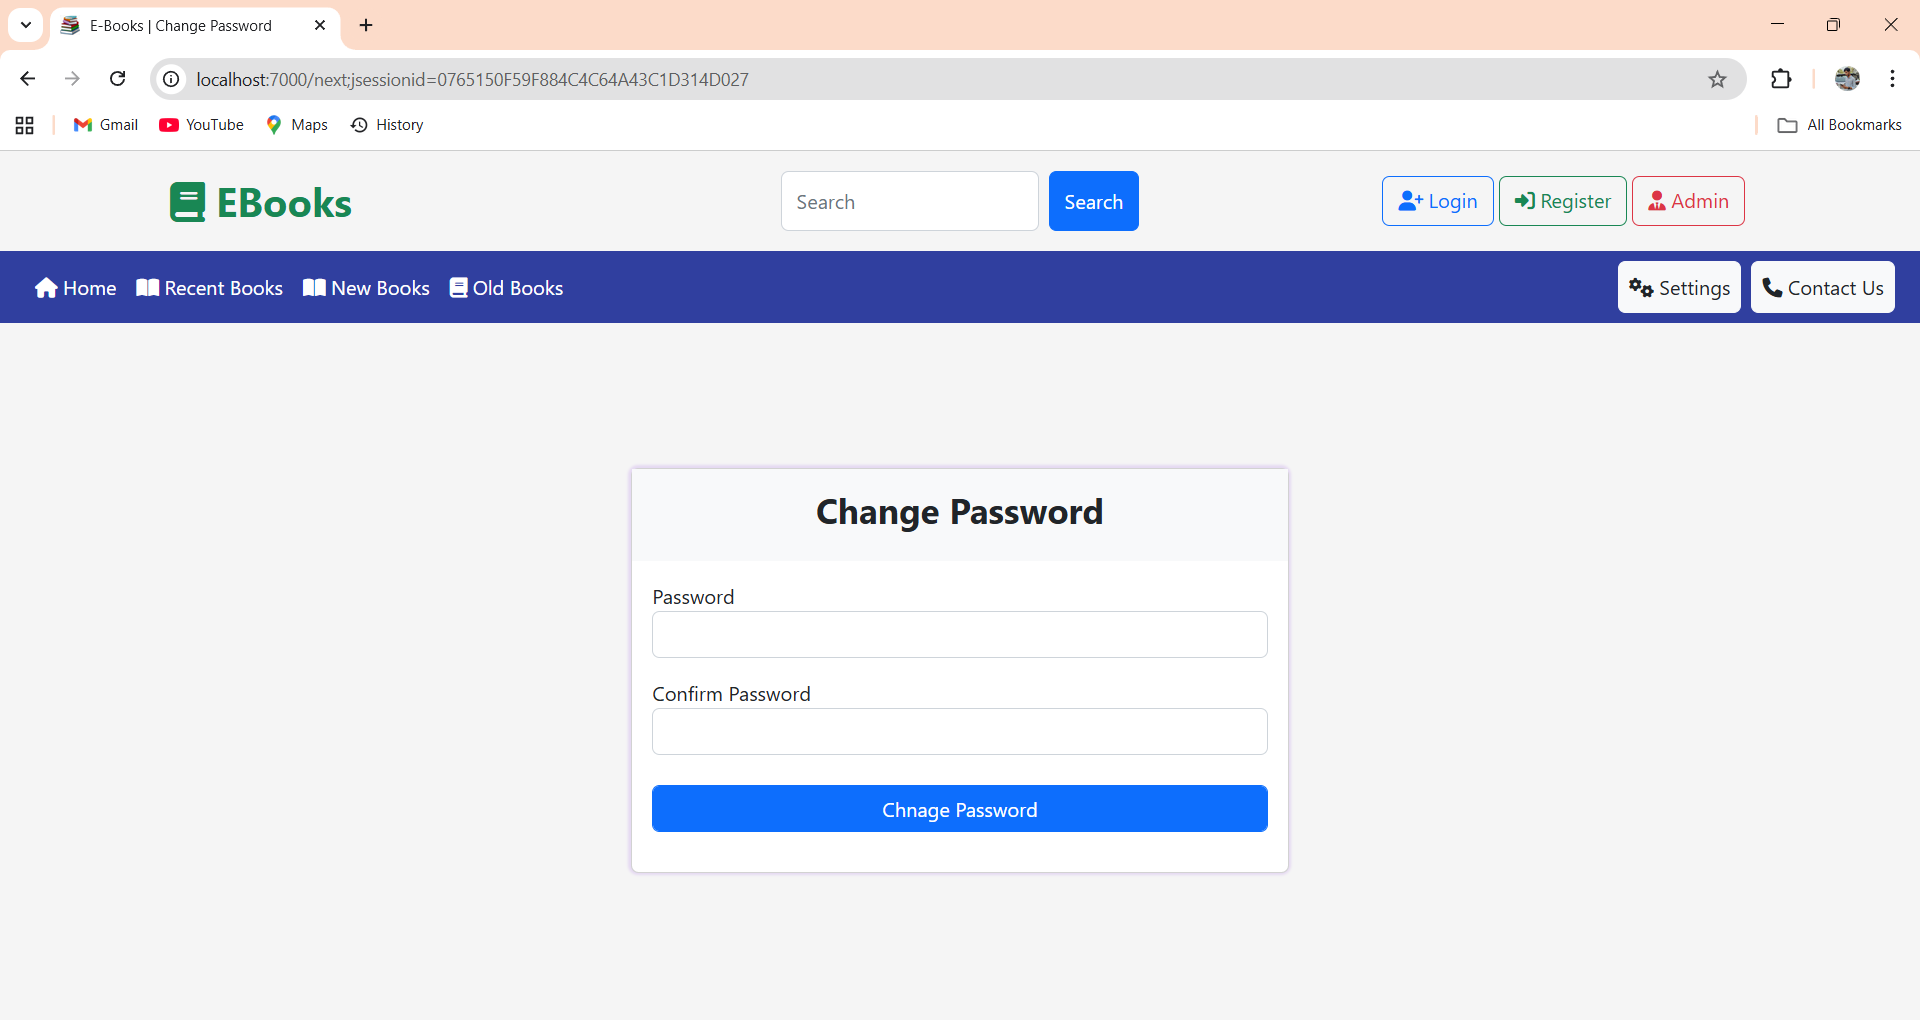 E-Books | Change Password
localhost:7000/next;jsessionid=0765150F59F884C4C64A43C1D314D027
Gmail YouTube Maps History All Bookmarks
EBooks Search Search Login Register Admin
Home Recent Books New Books Old Books Settings Contact Us
Change Password
Password
Confirm Password
Chnage Password